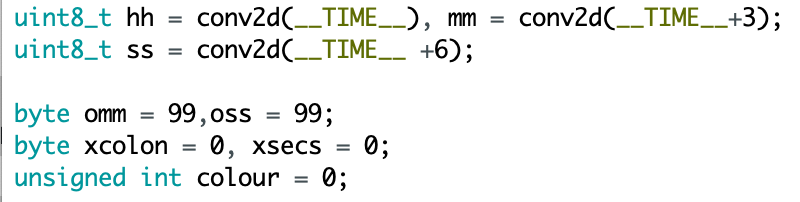 uint8_t hh = conv2d(__TIME__), mm = conv2d(__TIME__+3);
uint8_t ss = conv2d(__TIME__ +6);
byte omm = 99,oss = 99;
byte xcolon = 0, xsecs = 0;
unsigned int colour = 0;